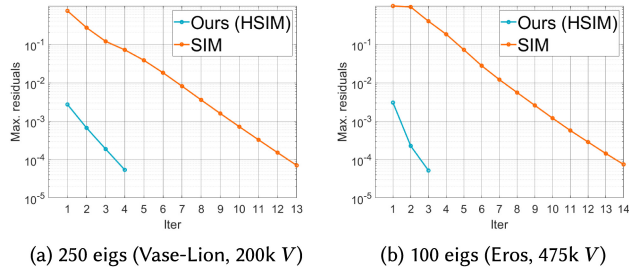 Ours (HSIM)
SIM
Max. residuals
10^-1
10^-2
10^-3
10^-4
10^-5
1 2 3 4 5 6 7 8 9 10 11 12 13
Iter
(a) 250 eigs (Vase-Lion, 200k V)
Ours (HSIM)
SIM
Max. residuals
10^-1
10^-2
10^-3
10^-4
10^-5
1 2 3 4 5 6 7 8 9 10 11 12 13 14
Iter
(b) 100 eigs (Eros, 475k V)